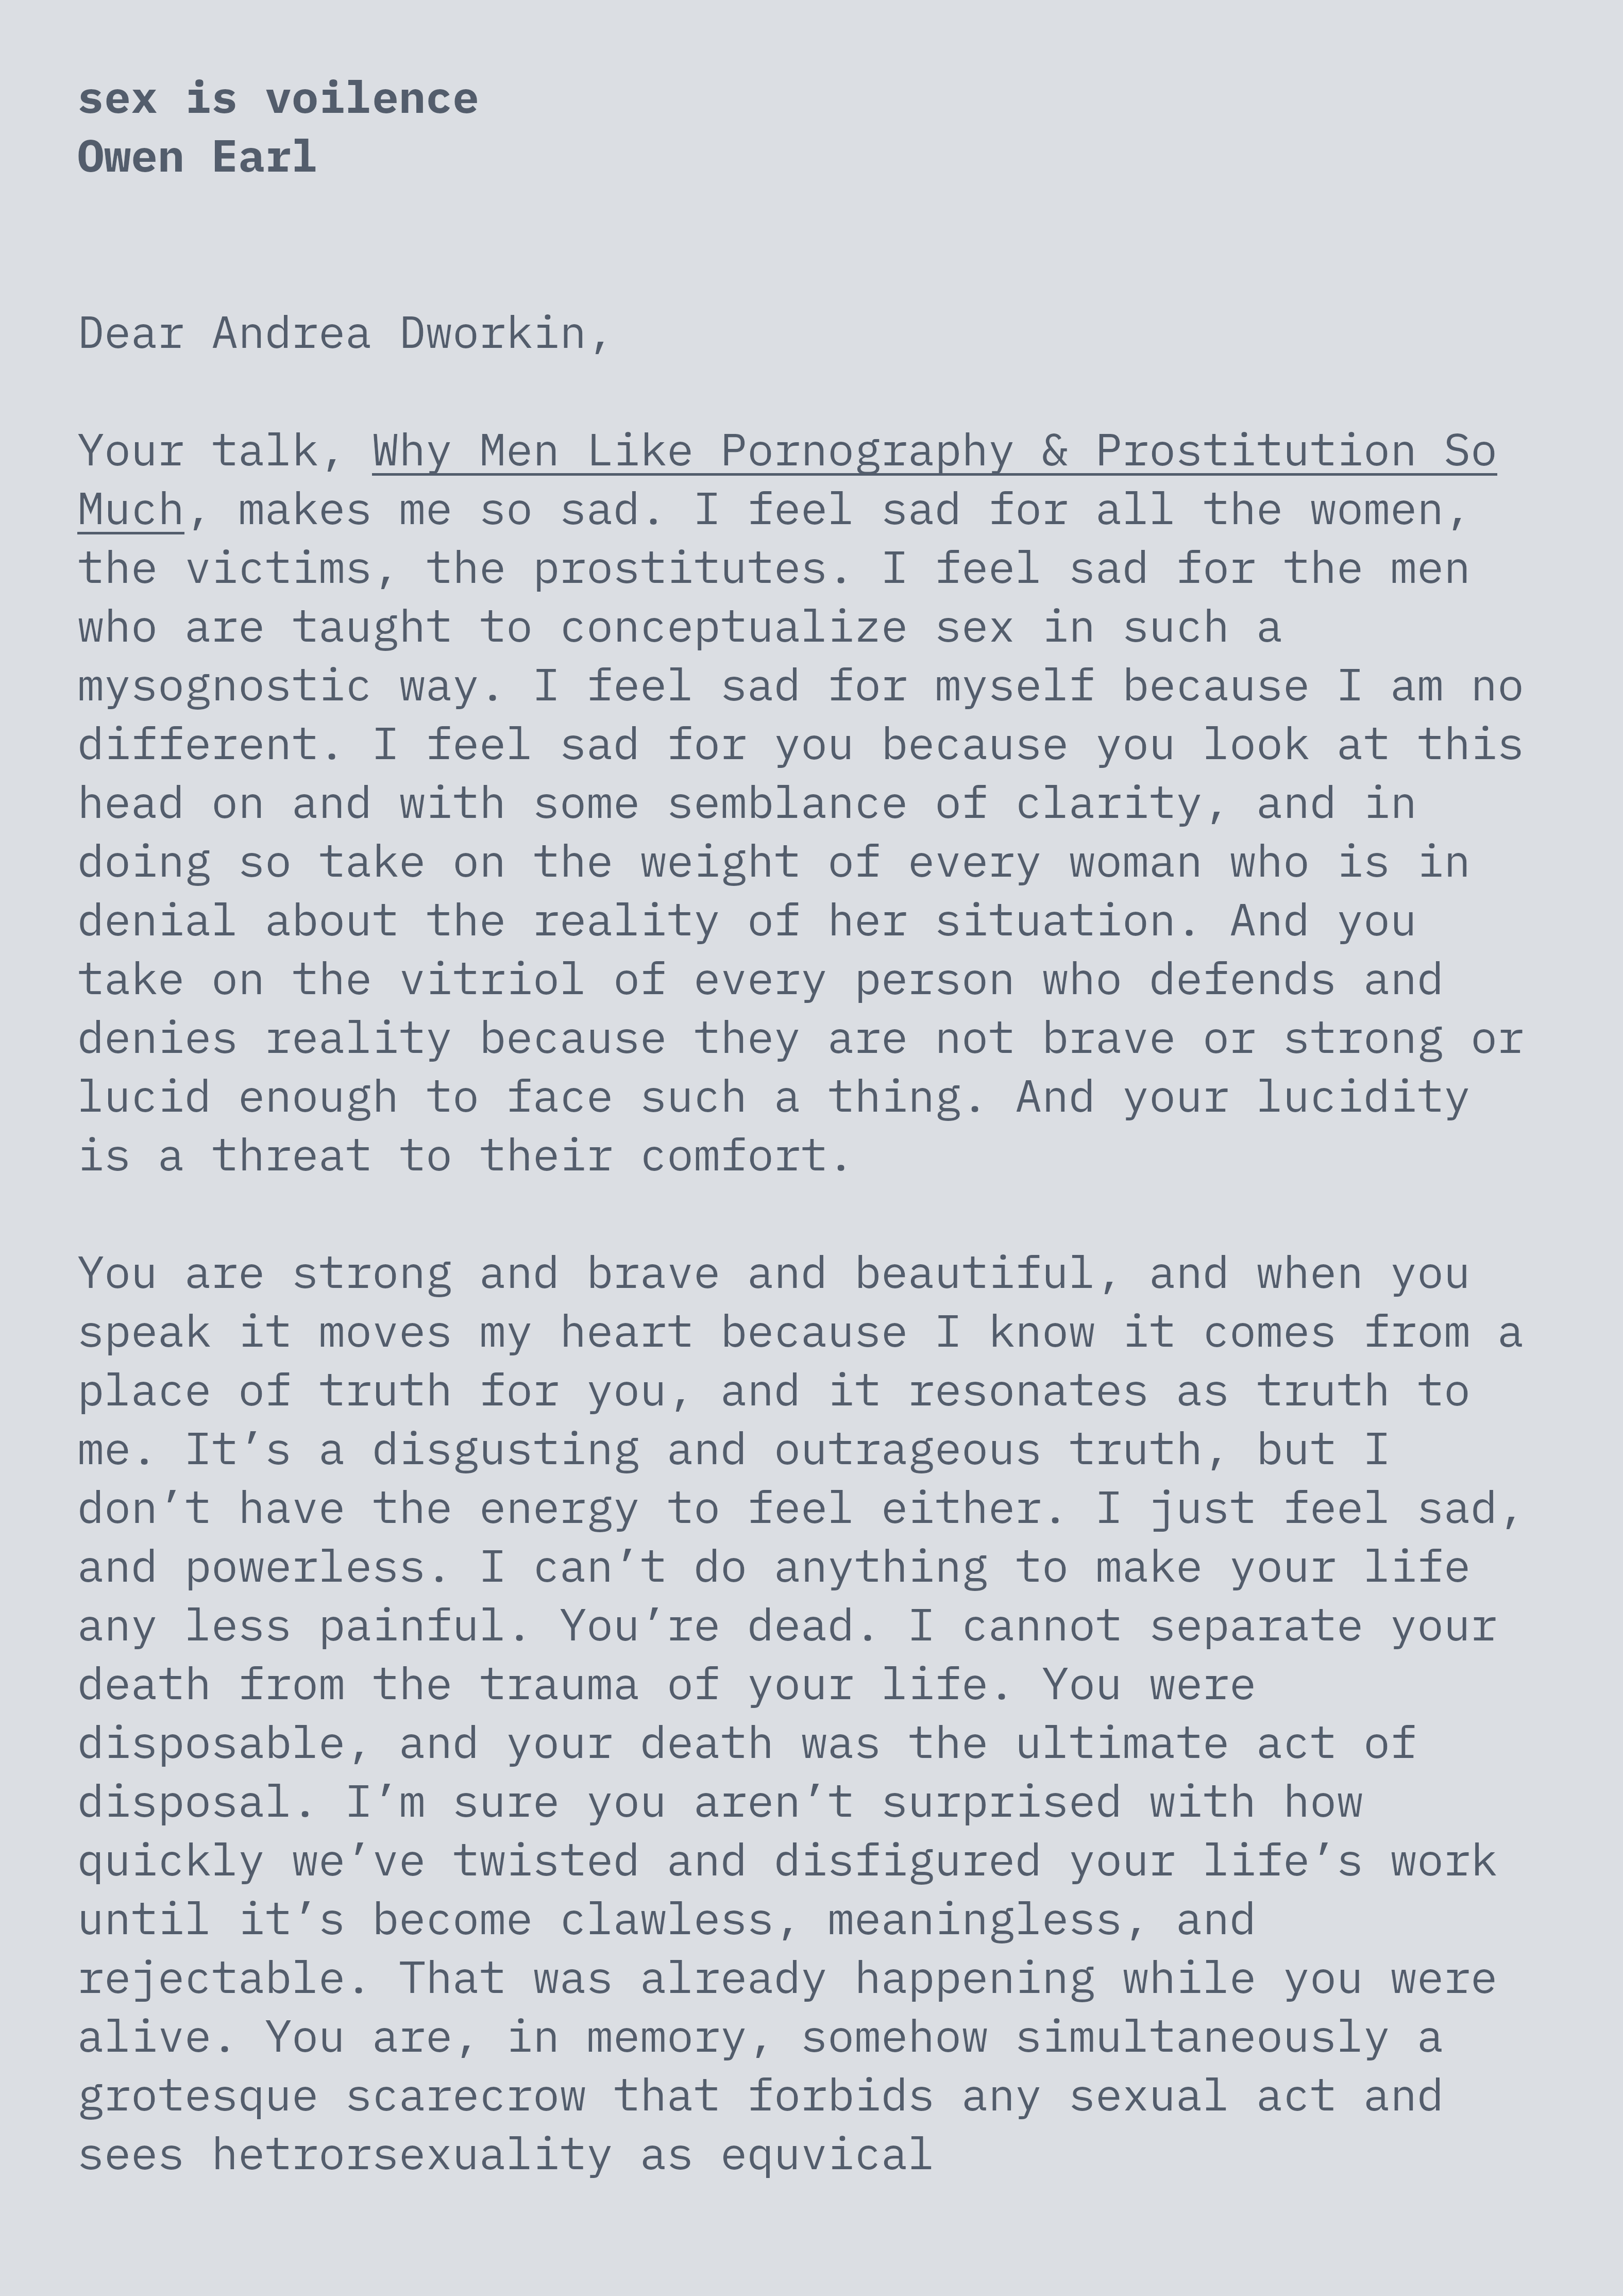 sex is voilence
Owen Earl
Dear Andrea Dworkin,
Your talk, Why Men Like Pornography & Prostitution So
Much, makes me so sad. I feel sad for all the women,
the victims, the prostitutes. I feel sad for the men
who are taught to conceptualize sex in such a
mysognostic way. I feel sad for myself because I am no
different. I feel sad for you because you look at this
head on and with some semblance of clarity, and in
doing so take on the weight of every woman who is in
denial about the reality of her situation. And you
take on the vitriol of every person who defends and
denies reality because they are not brave or strong or
lucid enough to face such a thing. And your lucidity
is a threat to their comfort.
You are strong and brave and beautiful, and when you
speak it moves my heart because I know it comes from a
place of truth for you, and it resonates as truth to
me. It’s a disgusting and outrageous truth, but I
don’t have the energy to feel either. I just feel sad,
and powerless. I can’t do anything to make your life
any less painful. You’re dead. I cannot separate your
death from the trauma of your life. You were
disposable, and your death was the ultimate act of
disposal. I’m sure you aren’t surprised with how
quickly we’ve twisted and disfigured your life’s work
until it’s become clawless, meaningless, and
rejectable. That was already happening while you were
alive. You are, in memory, somehow simultaneously a
grotesque scarecrow that forbids any sexual act and
sees hetrorsexuality as equvical